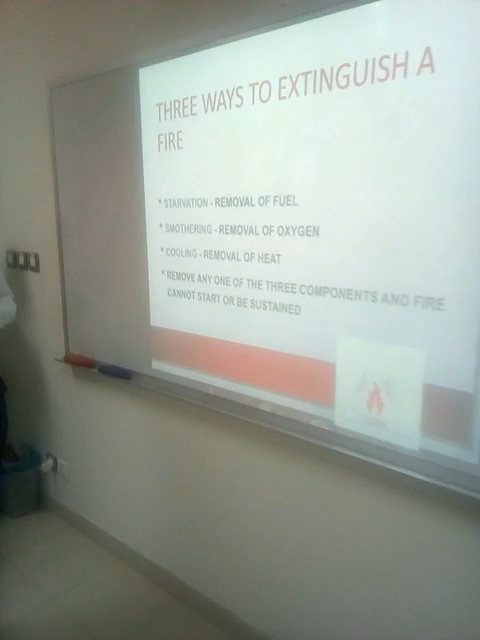 THREE WAYS TO EXTINGUISH A
FIRE
* STARVATION - REMOVAL OF FUEL
* SMOTHERING - REMOVAL OF OXYGEN
* COOLING - REMOVAL OF HEAT
* REMOVE ANY ONE OF THE THREE COMPONENTS AND FIRE
CANNOT START OR BE SUSTAINED